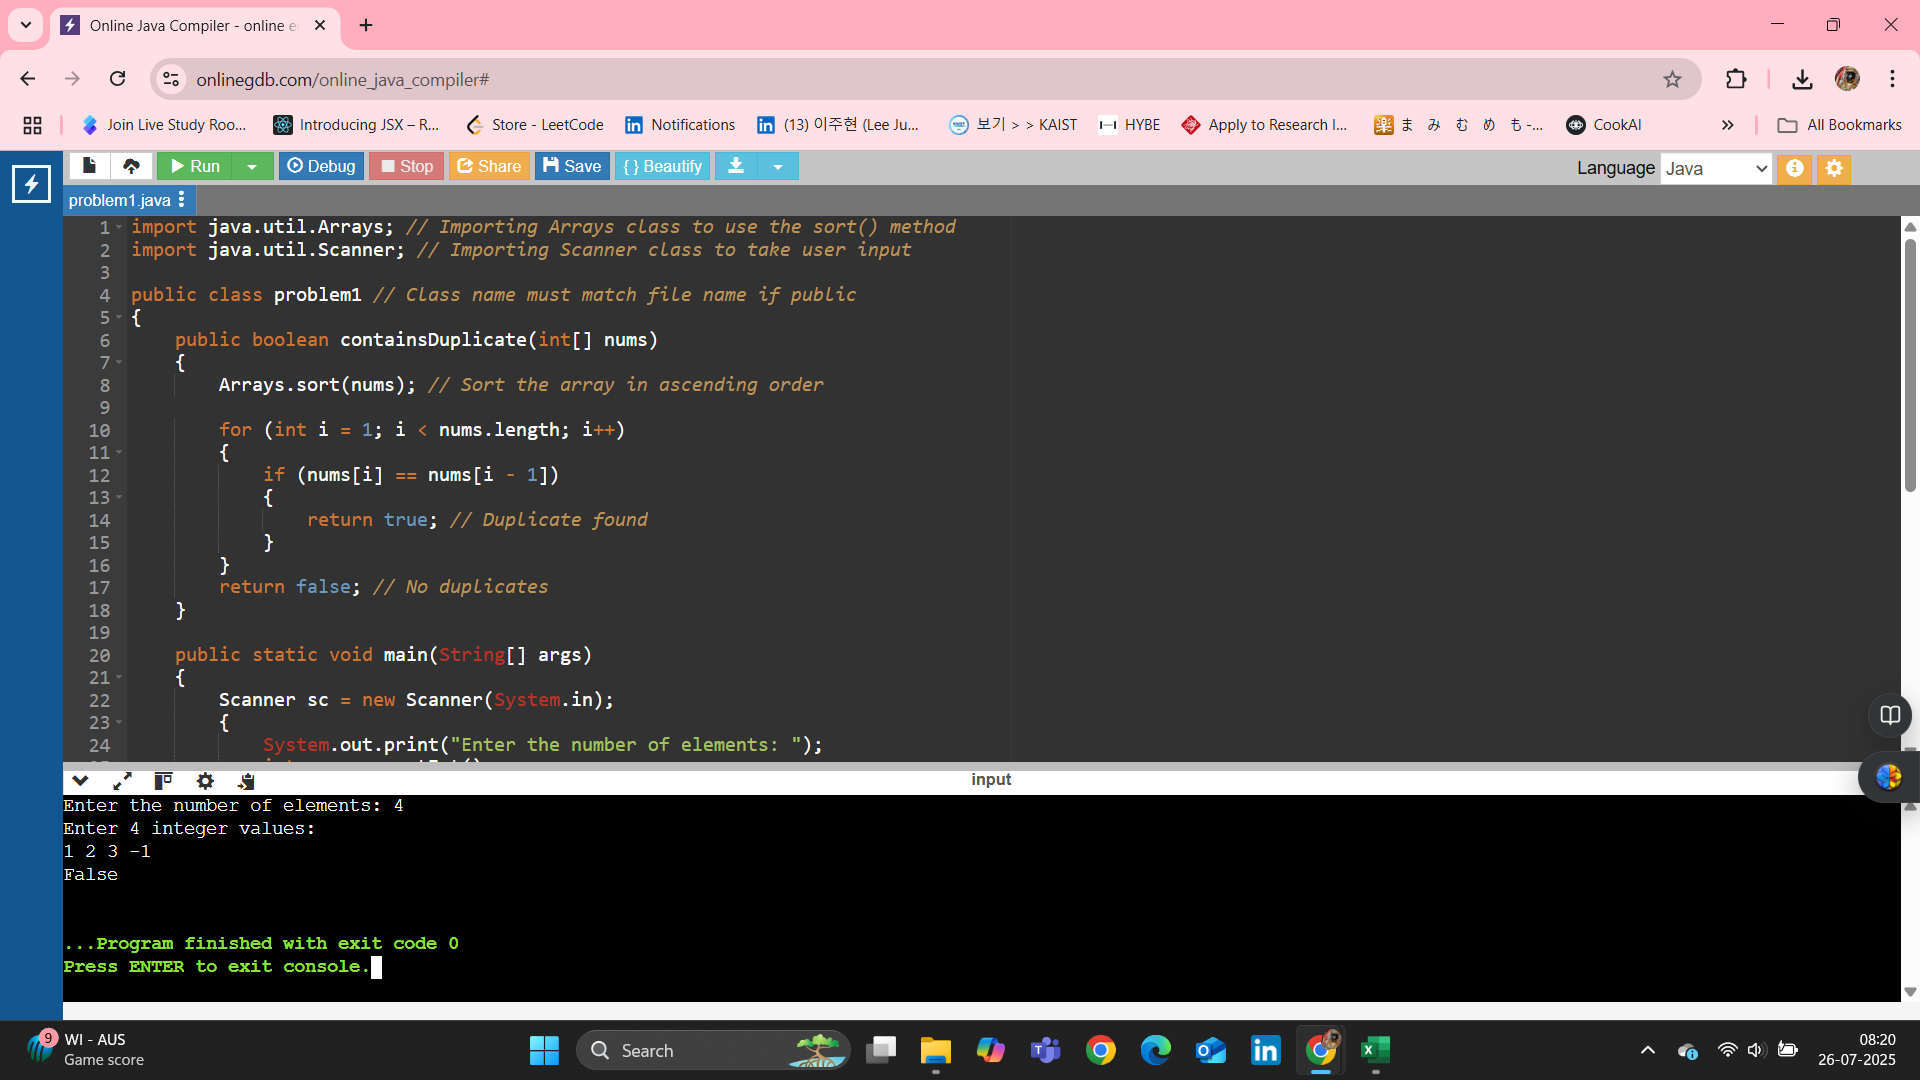 Online Java Compiler - online e
onlinegdb.com/online_java_compiler#
Join Live Study Roo...
Introducing JSX – R...
Store - LeetCode
Notifications
(13) 이주현 (Lee Ju...
보기 > > KAIST
HYBE
Apply to Research I...
ま み む め も -...
CookAI
»
All Bookmarks
Run
Debug
Stop
Share
Save
{ } Beautify
Language Java
problem1.java
1 import java.util.Arrays; // Importing Arrays class to use the sort() method
2 import java.util.Scanner; // Importing Scanner class to take user input
3
4 public class problem1 // Class name must match file name if public
5 {
6 public boolean containsDuplicate(int[] nums)
7 {
8 Arrays.sort(nums); // Sort the array in ascending order
9
10 for (int i = 1; i < nums.length; i++)
11 {
12 if (nums[i] == nums[i - 1])
13 {
14 return true; // Duplicate found
15 }
16 }
17 return false; // No duplicates
18 }
19
20 public static void main(String[] args)
21 {
22 Scanner sc = new Scanner(System.in);
23 {
24 System.out.print("Enter the number of elements: ");
input
Enter the number of elements: 4
Enter 4 integer values:
1 2 3 -1
False
...Program finished with exit code 0
Press ENTER to exit console.
9
WI - AUS
Game score
Search
08:20
26-07-2025